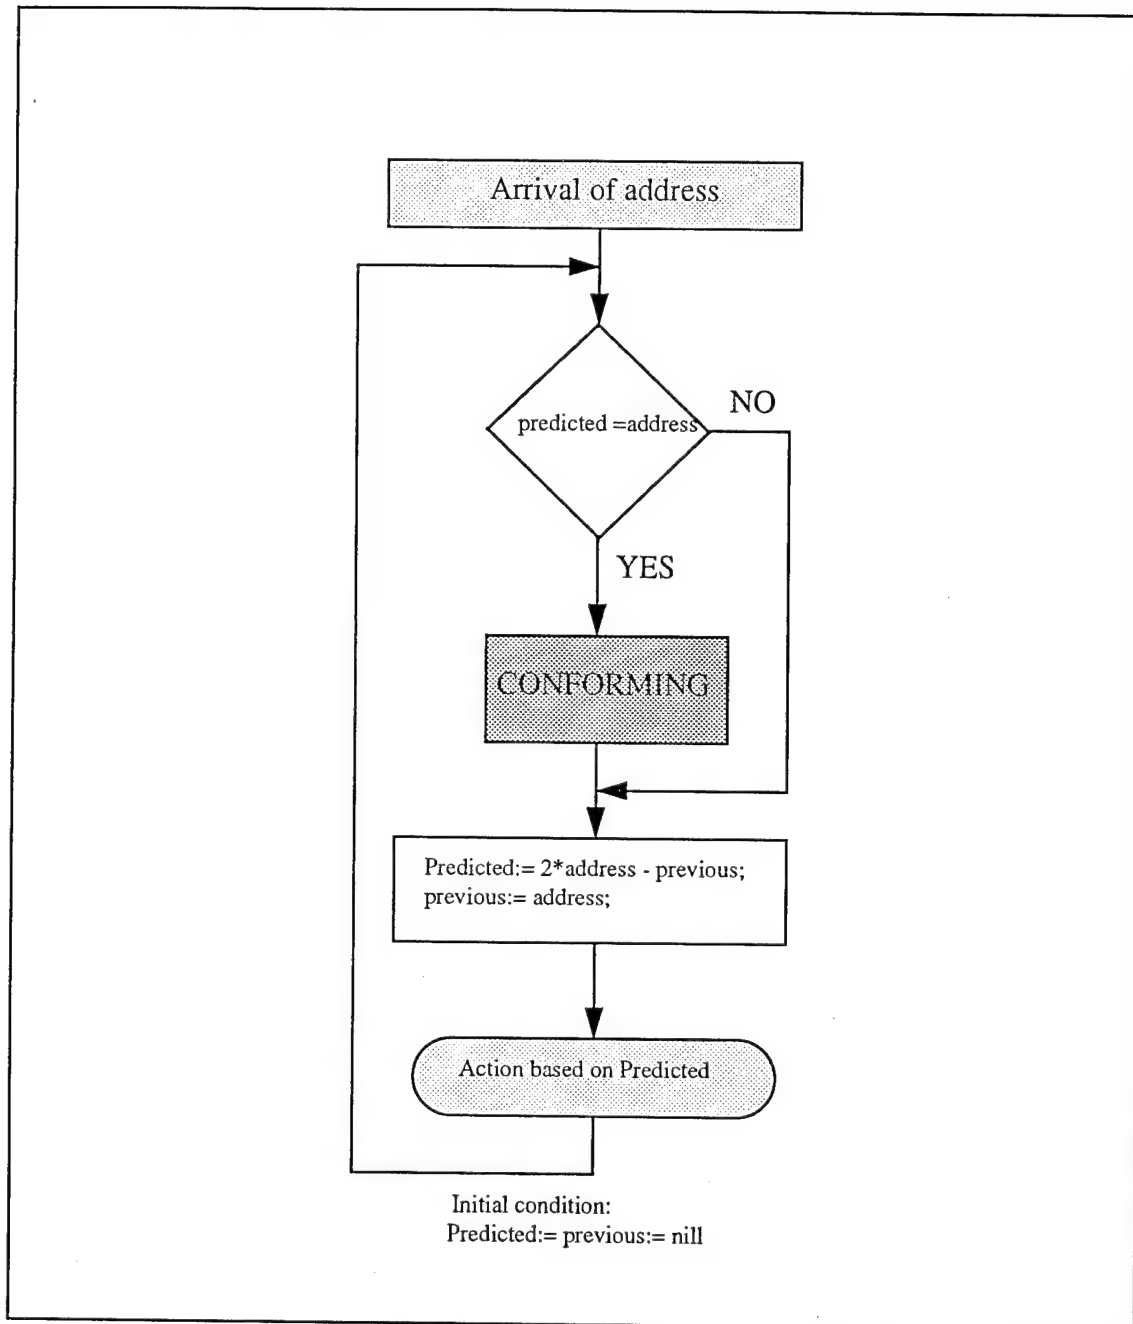 Arrival of address
predicted =address
NO
YES
CONFORMING
Predicted:= 2*address - previous;
previous:= address;
Action based on Predicted
Initial condition:
Predicted:= previous:= nill